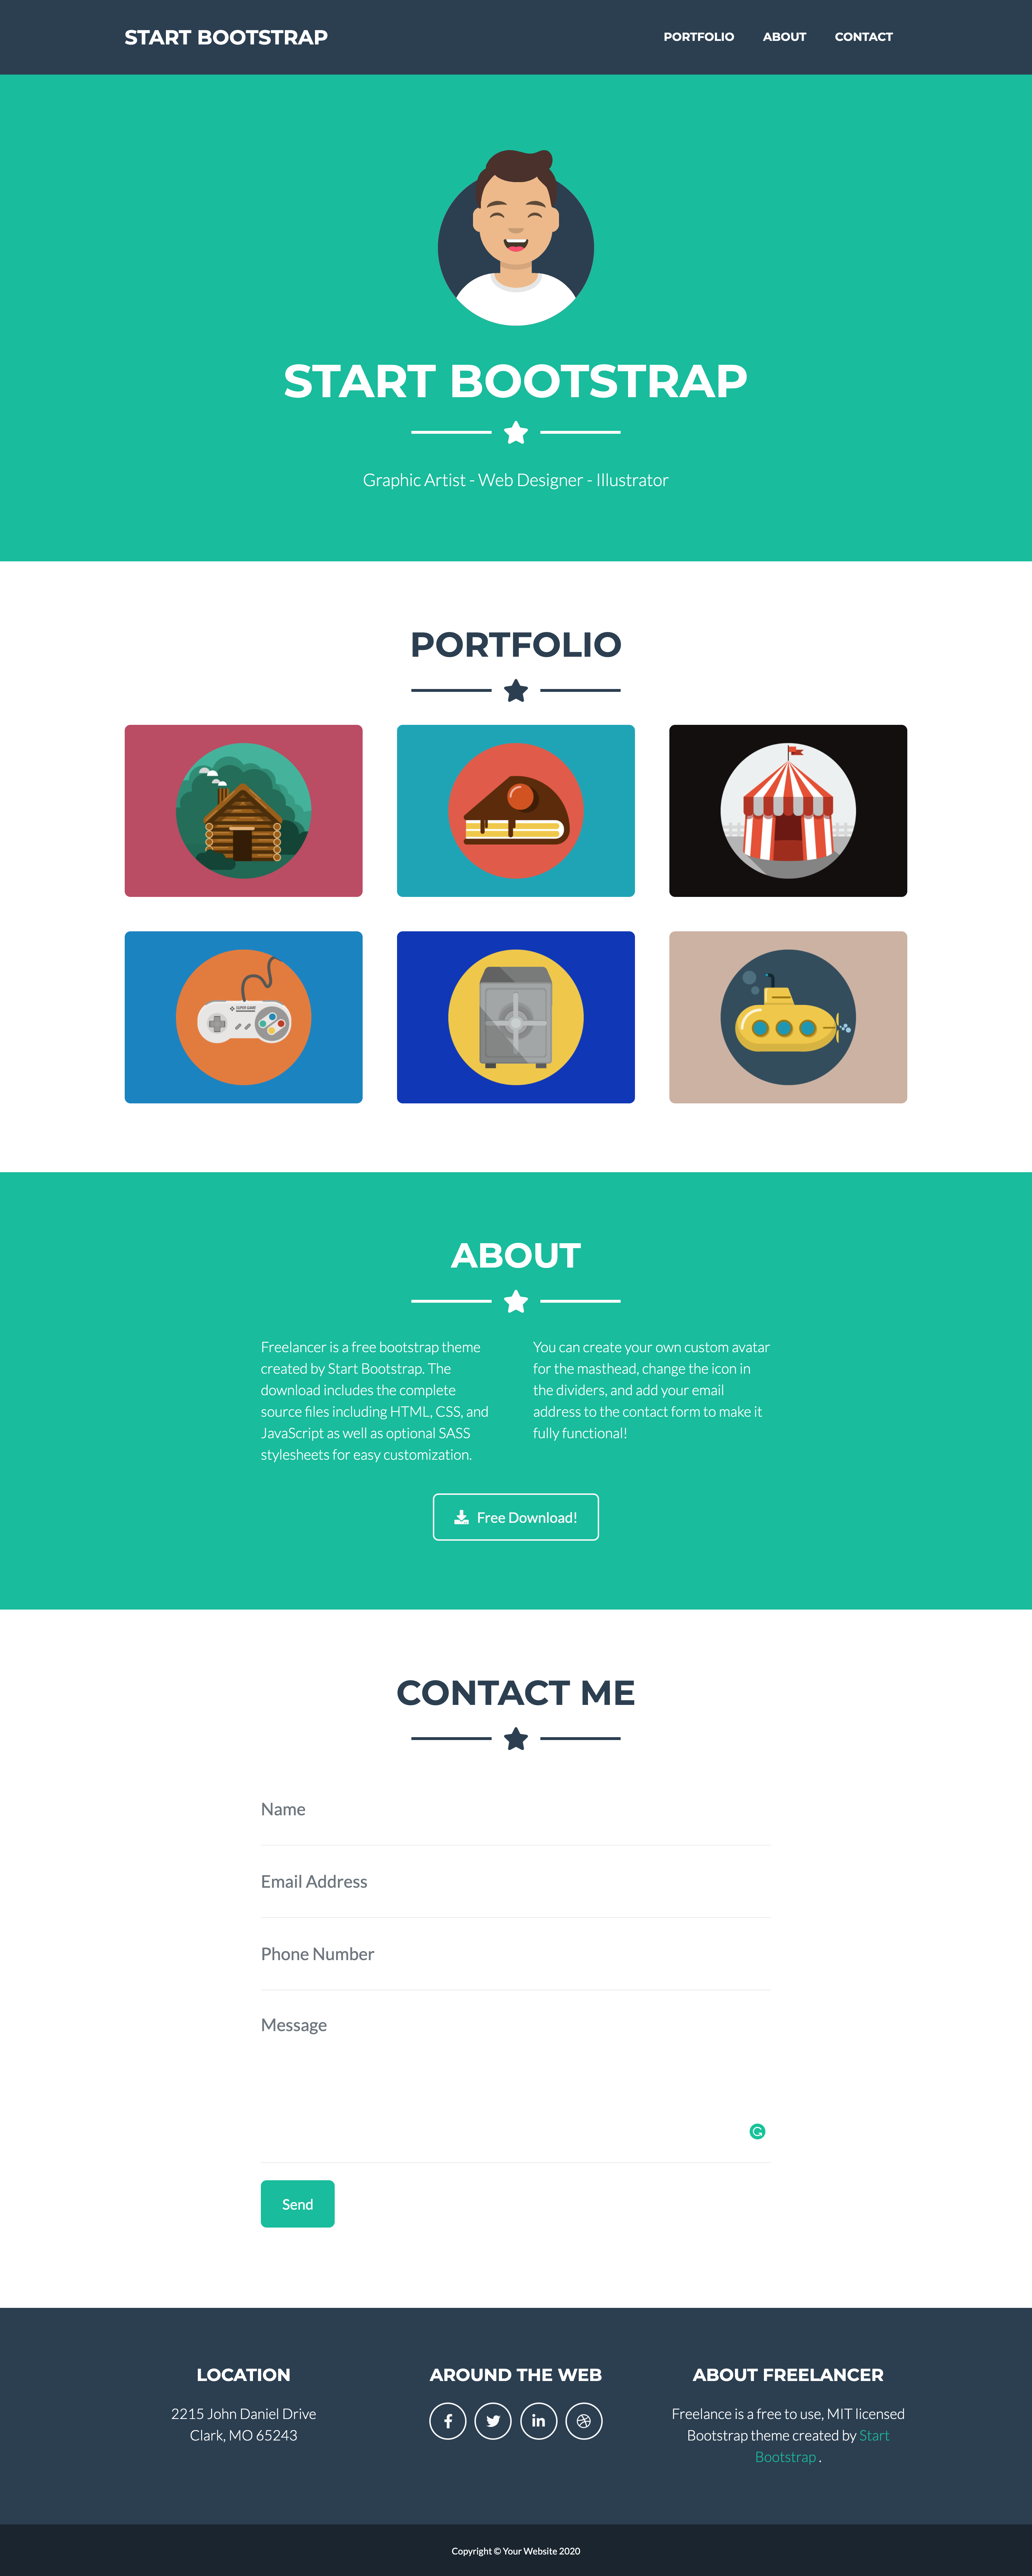 START BOOTSTRAP
PORTFOLIO ABOUT CONTACT
START BOOTSTRAP
Graphic Artist - Web Designer - Illustrator
PORTFOLIO
SUPER GAME
ABOUT
Freelancer is a free bootstrap theme
created by Start Bootstrap. The
download includes the complete
source files including HTML, CSS, and
JavaScript as well as optional SASS
stylesheets for easy customization.
You can create your own custom avatar
for the masthead, change the icon in
the dividers, and add your email
address to the contact form to make it
fully functional!
Free Download!
CONTACT ME
Name
Email Address
Phone Number
Message
Send
LOCATION
2215 John Daniel Drive
Clark, MO 65243
AROUND THE WEB
ABOUT FREELANCER
Freelance is a free to use, MIT licensed
Bootstrap theme created by Start
Bootstrap .
Copyright © Your Website 2020